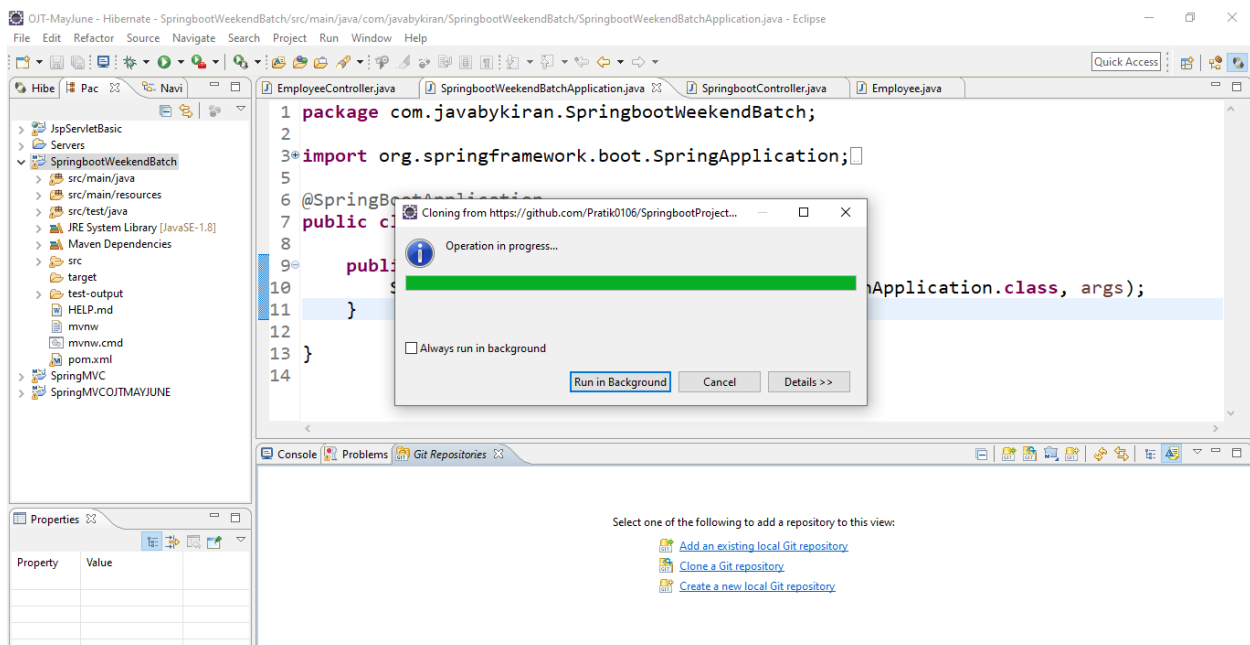 OJT-MayJune - Hibernate - SpringbootWeekendBatch/src/main/java/com/javabykiran/SpringbootWeekendBatch/SpringbootWeekendBatchApplication.java - Eclipse
File Edit Refactor Source Navigate Search Project Run Window Help
Quick Access
Hibe Pac Navi
EmployeeController.java SpringbootWeekendBatchApplication.java SpringbootController.java Employee.java
JspServletBasic
Servers
SpringbootWeekendBatch
src/main/java
src/main/resources
src/test/java
JRE System Library [JavaSE-1.8]
Maven Dependencies
src
target
test-output
HELP.md
mvnw
mvnw.cmd
pom.xml
SpringMVC
SpringMVCOJTMAYJUNE
1 package com.javabykiran.SpringbootWeekendBatch;
2
3 import org.springframework.boot.SpringApplication;
5
6 @SpringBootApplication
7 public cl
8
9 publi
10 S nApplication.class, args);
11 }
12
13 }
14
Cloning from https://github.com/Pratik0106/SpringbootProject...
Operation in progress...
Always run in background
Run in Background Cancel Details >>
Console Problems Git Repositories
Select one of the following to add a repository to this view:
Add an existing local Git repository
Clone a Git repository
Create a new local Git repository
Properties
Property Value